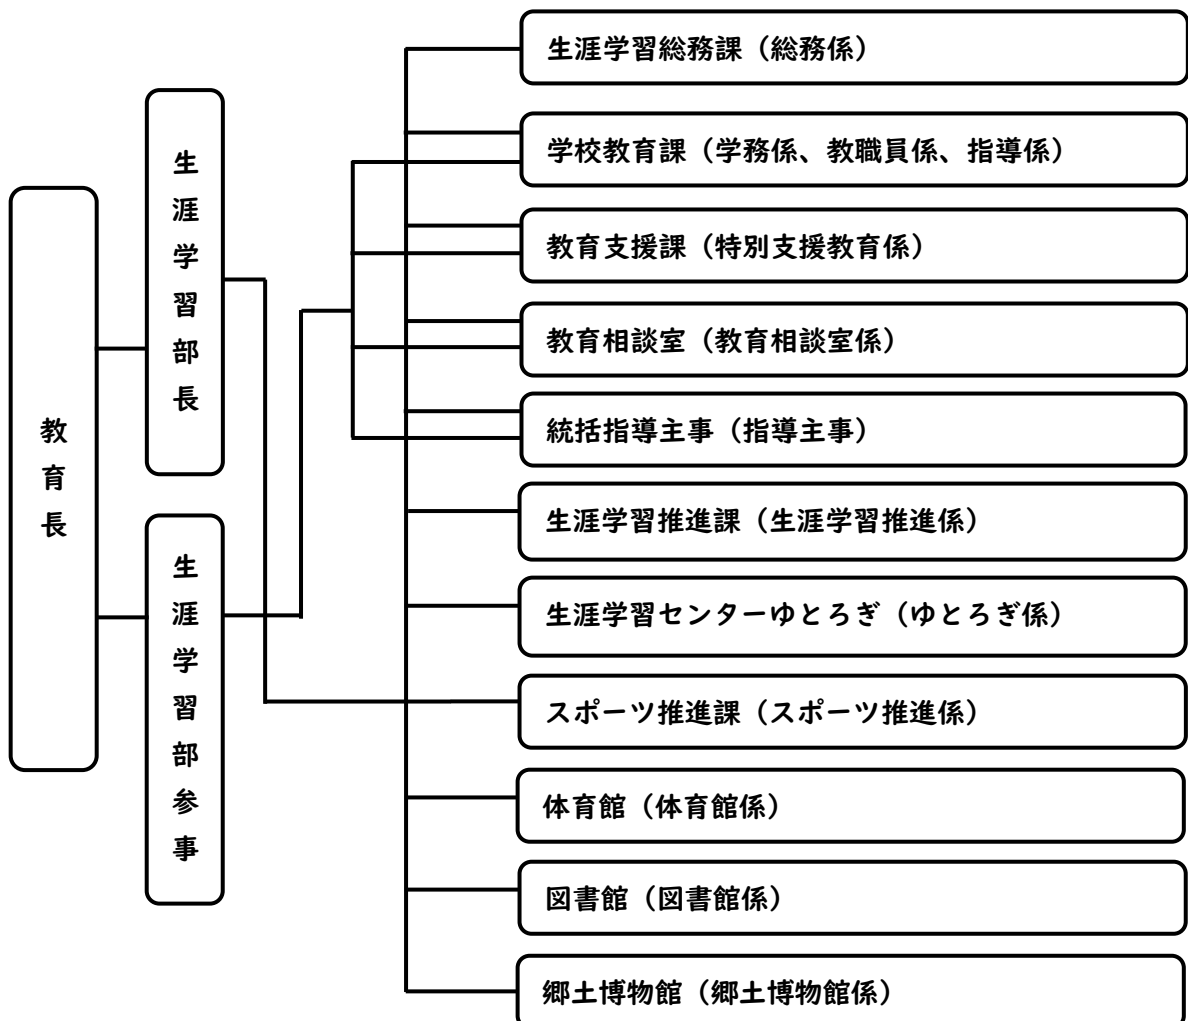 教育長
生涯学習部長
生涯学習部参事
生涯学習総務課（総務係）
学校教育課（学務係、教職員係、指導係）
教育支援課（特別支援教育係）
教育相談室（教育相談室係）
統括指導主事（指導主事）
生涯学習推進課（生涯学習推進係）
生涯学習センターゆとろぎ（ゆとろぎ係）
スポーツ推進課（スポーツ推進係）
体育館（体育館係）
図書館（図書館係）
郷土博物館（郷土博物館係）